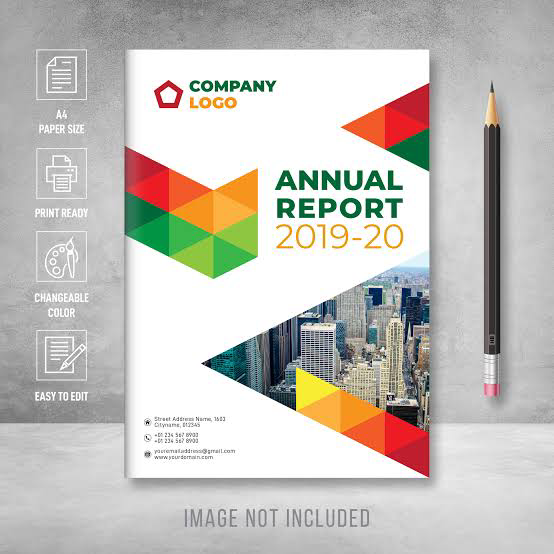 A4
PAPER SIZE
PRINT READY
CHANGEABLE
COLOR
EASY TO EDIT
COMPANY
LOGO
ANNUAL
REPORT
2019-20
Street Address Name, 1603
Cityname, 012345
+01 234 567 8900
+01 234 567 8900
youremailaddress@gmail.com
www.yourdomain.com
IMAGE NOT INCLUDED